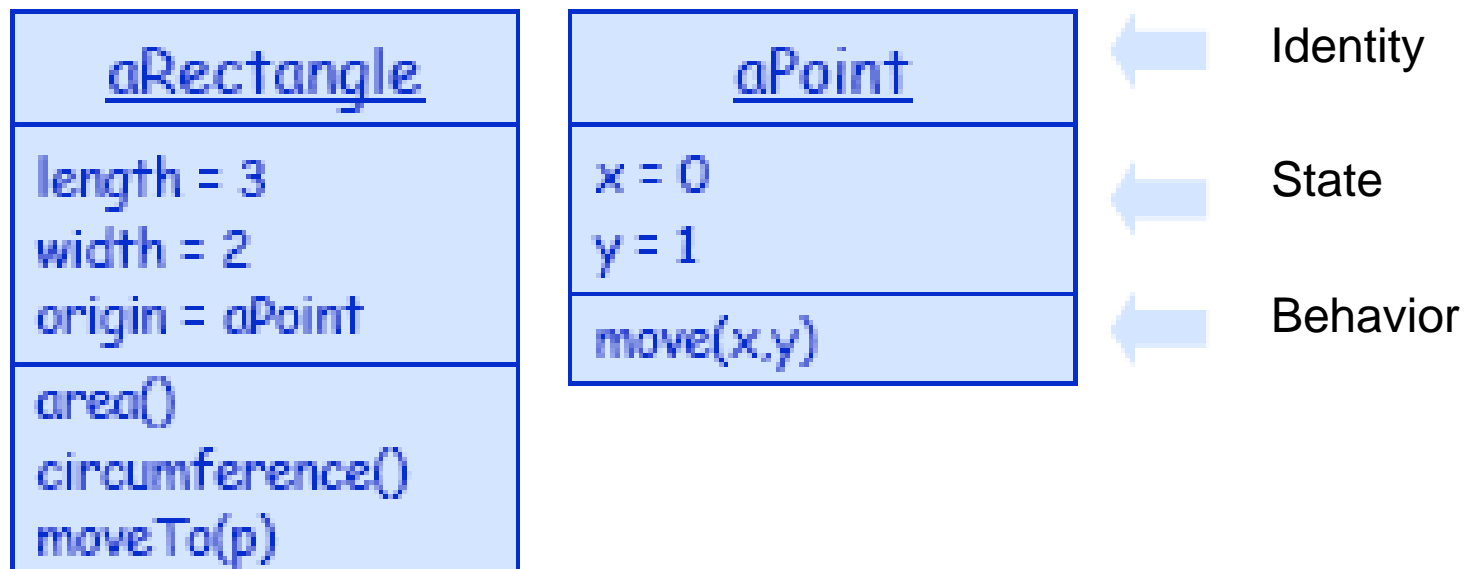 aRectangle
length = 3
width = 2
origin = aPoint
area()
circumference()
moveTo(p)
aPoint
x = 0
y = 1
move(x,y)
Identity
State
Behavior